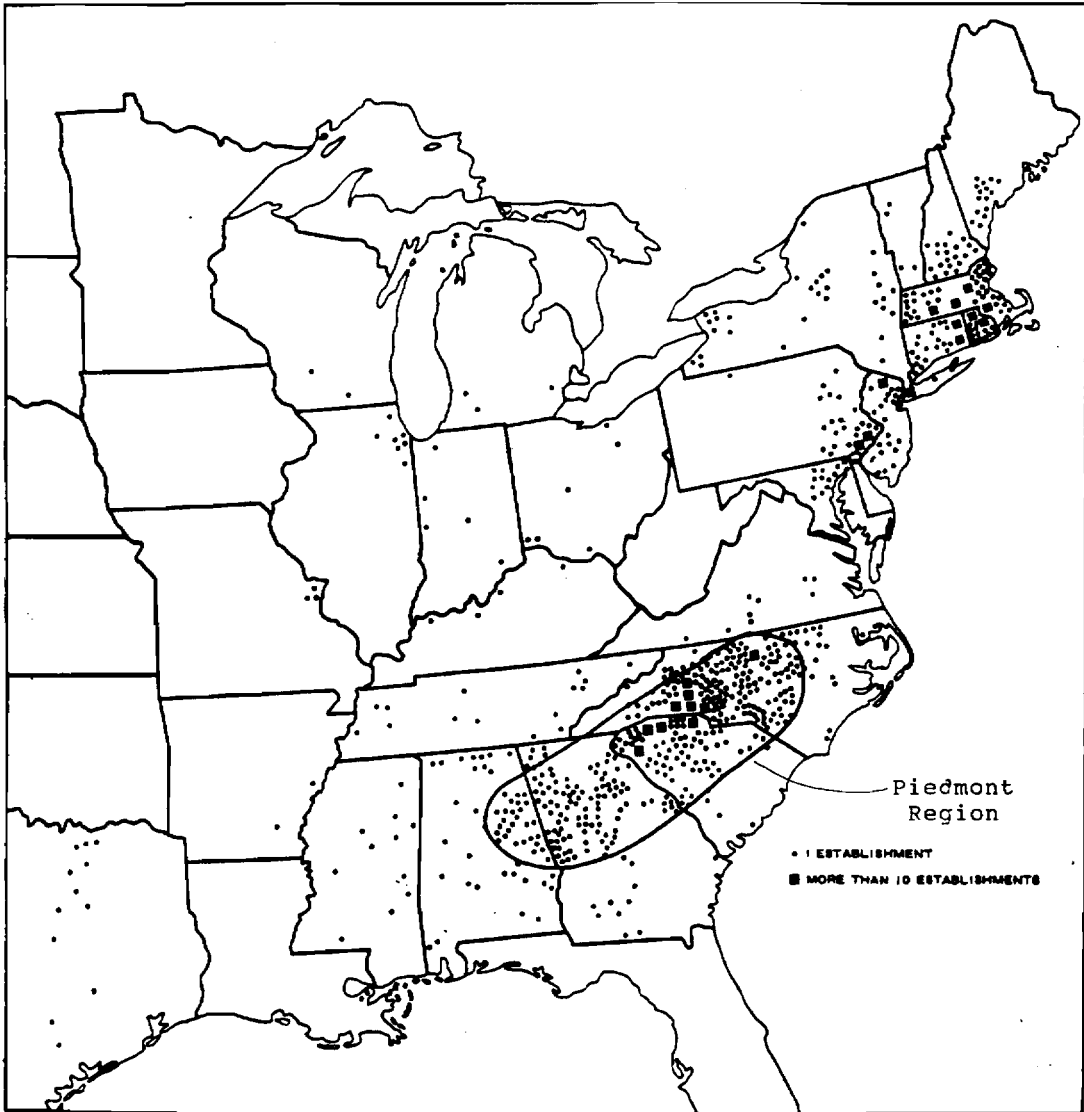 Piedmont
Region
• 1 ESTABLISHMENT
■ MORE THAN 10 ESTABLISHMENTS